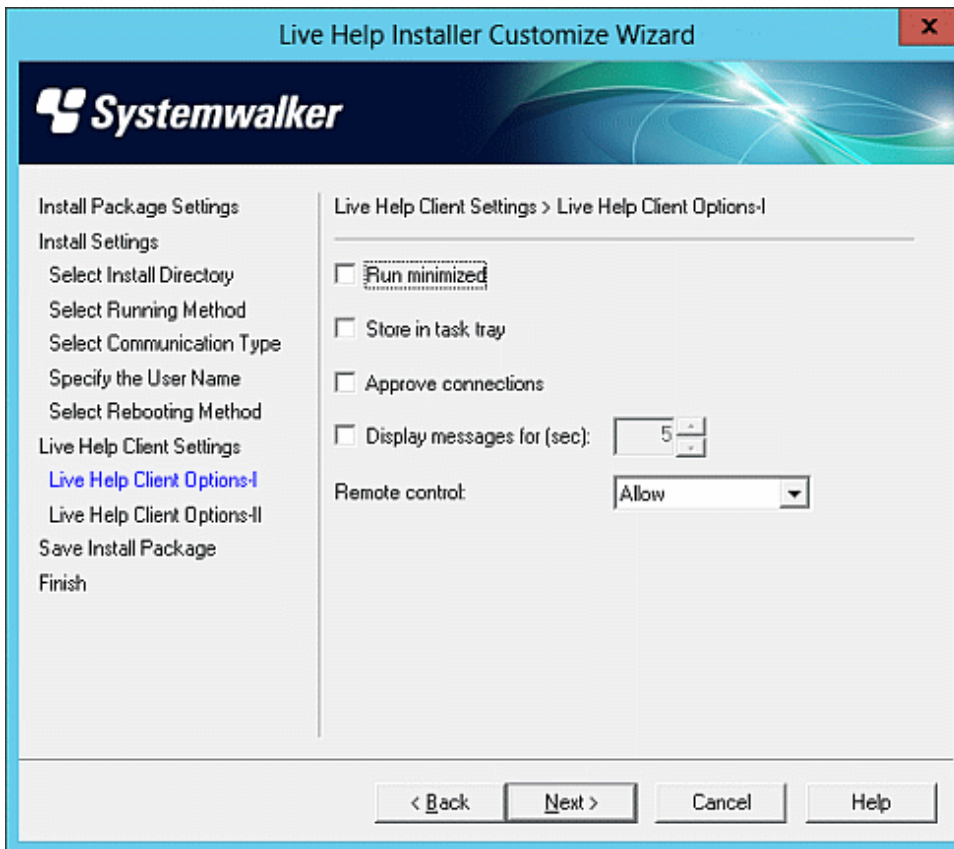 Live Help Installer Customize Wizard
x
Systemwalker
Install Package Settings
Install Settings
Select Install Directory
Select Running Method
Select Communication Type
Specify the User Name
Select Rebooting Method
Live Help Client Settings
Live Help Client Options-I
Live Help Client Options-II
Save Install Package
Finish
Live Help Client Settings > Live Help Client Options-I
Run minimized
Store in task tray
Approve connections
Display messages for (sec): 5
Remote control: Allow
< Back Next > Cancel Help